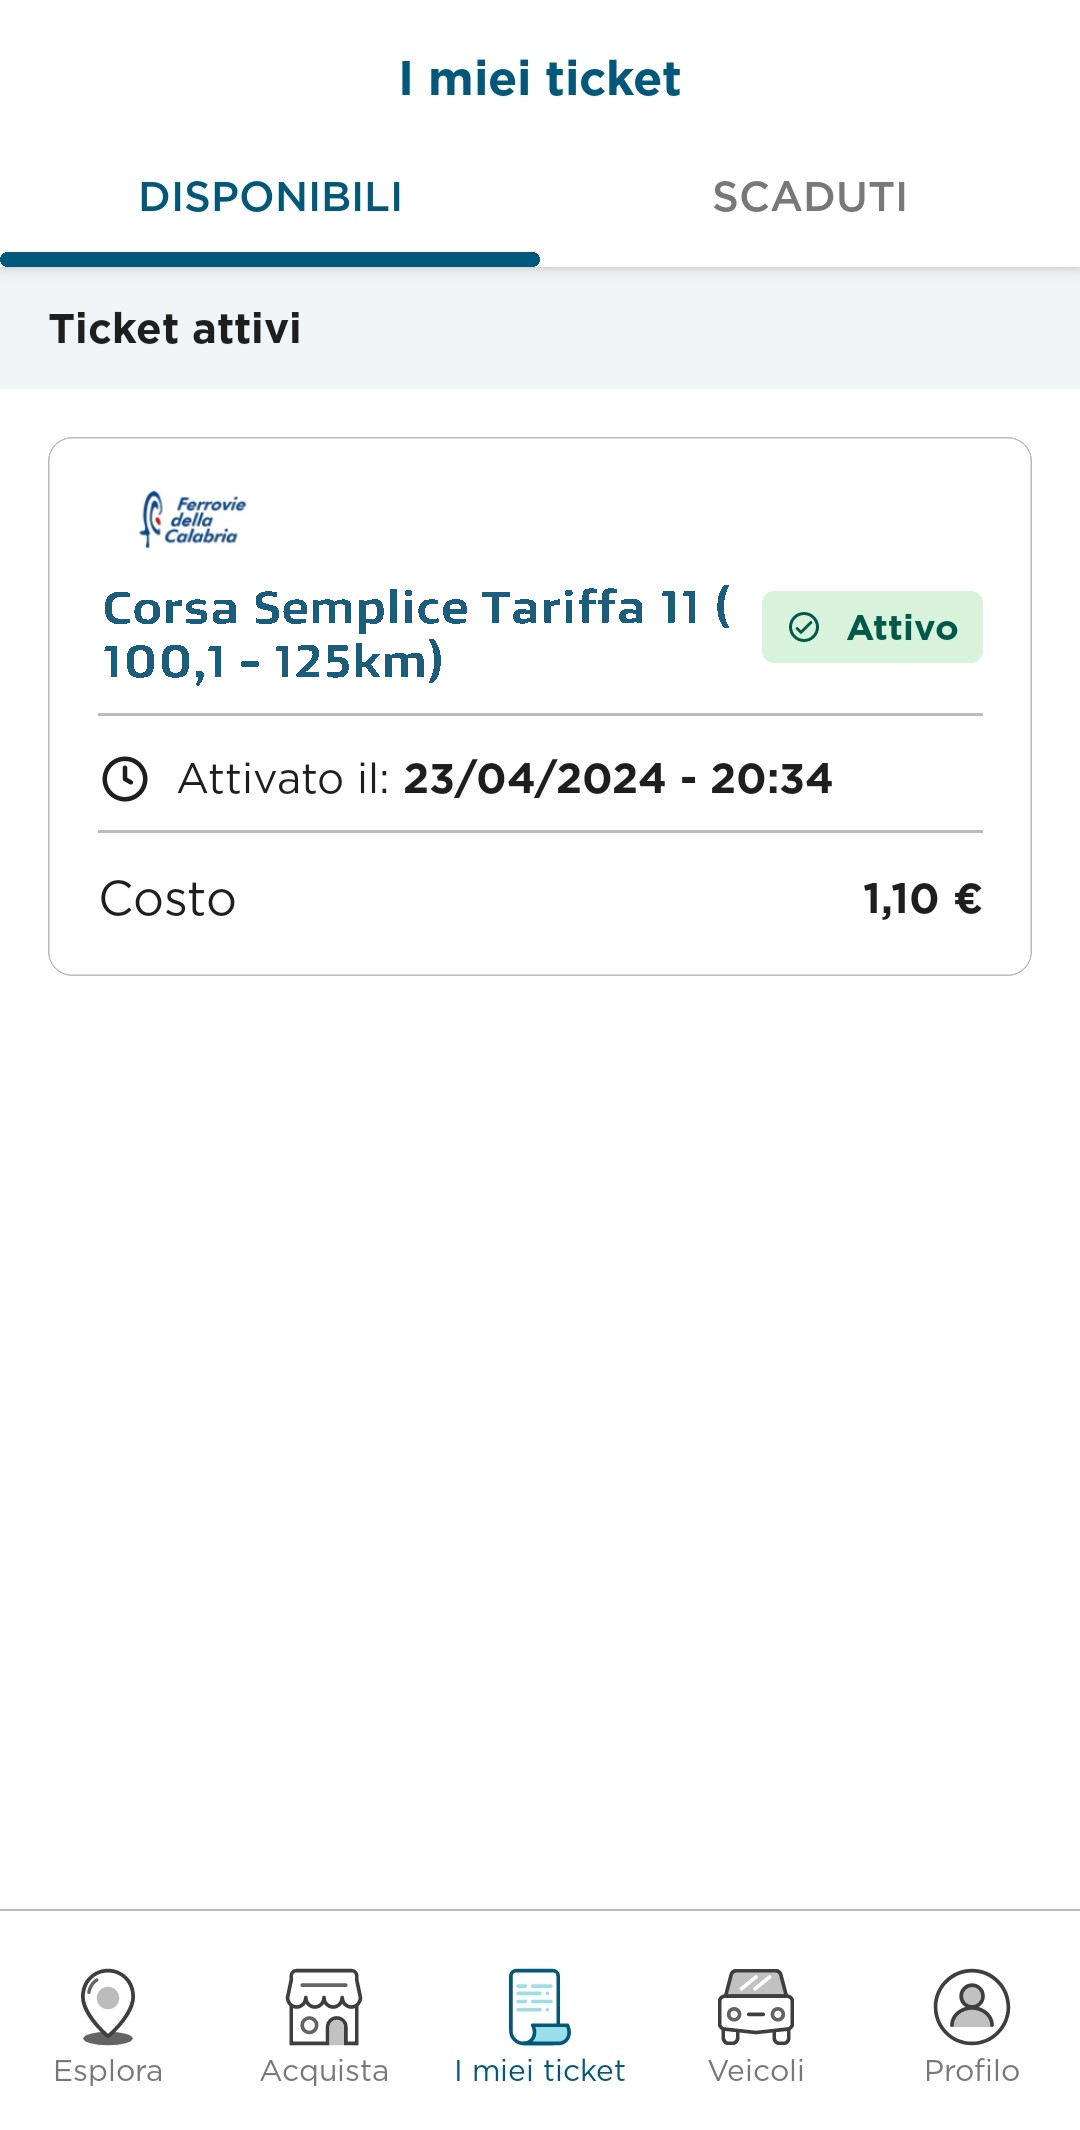 I miei ticket
DISPONIBILI
SCADUTI
Ticket attivi
Ferrovie
della
Calabria
Corsa Semplice Tariffa 11 (
100,1 - 125km)
Attivo
Attivato il: 23/04/2024 - 20:34
Costo
1,10 €
Esplora
Acquista
I miei ticket
Veicoli
Profilo